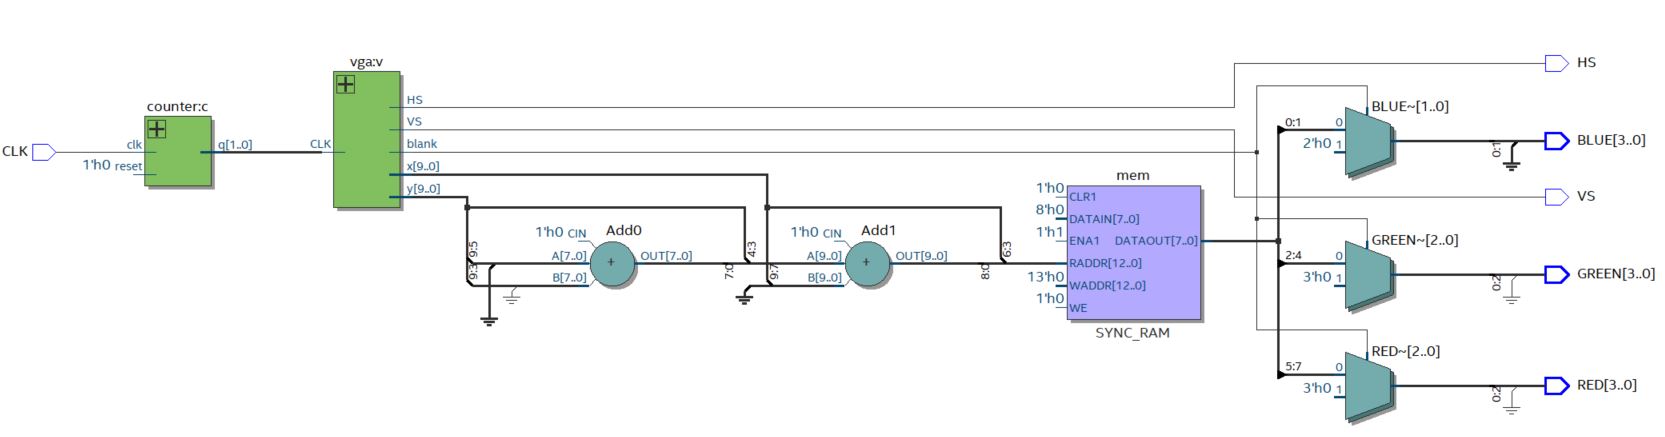 vga:v
HS
HS
counter:c
BLUE~[1..0]
VS
0:1
0
BLUE[3..0]
CLK
clk
q[1..0]
CLK
blank
2'h0
1
0:1
1'h0
reset
x[9..0]
mem
y[9..0]
1'h0
CLR1
VS
8'h0
DATAIN[7..0]
1'h0
CIN
Add0
1'h0
CIN
Add1
1'h1
ENA1
DATAOUT[7..0]
GREEN~[2..0]
9:5
A[7..0]
+
OUT[7..0]
4:3
A[9..0]
+
OUT[9..0]
6:3
RADDR[12..0]
2:4
0
9:3
B[7..0]
7:0
9:7
B[9..0]
8:0
13'h0
WADDR[12..0]
3'h0
1
0:2
GREEN[3..0]
1'h0
WE
SYNC_RAM
RED~[2..0]
5:7
0
3'h0
1
0:2
RED[3..0]